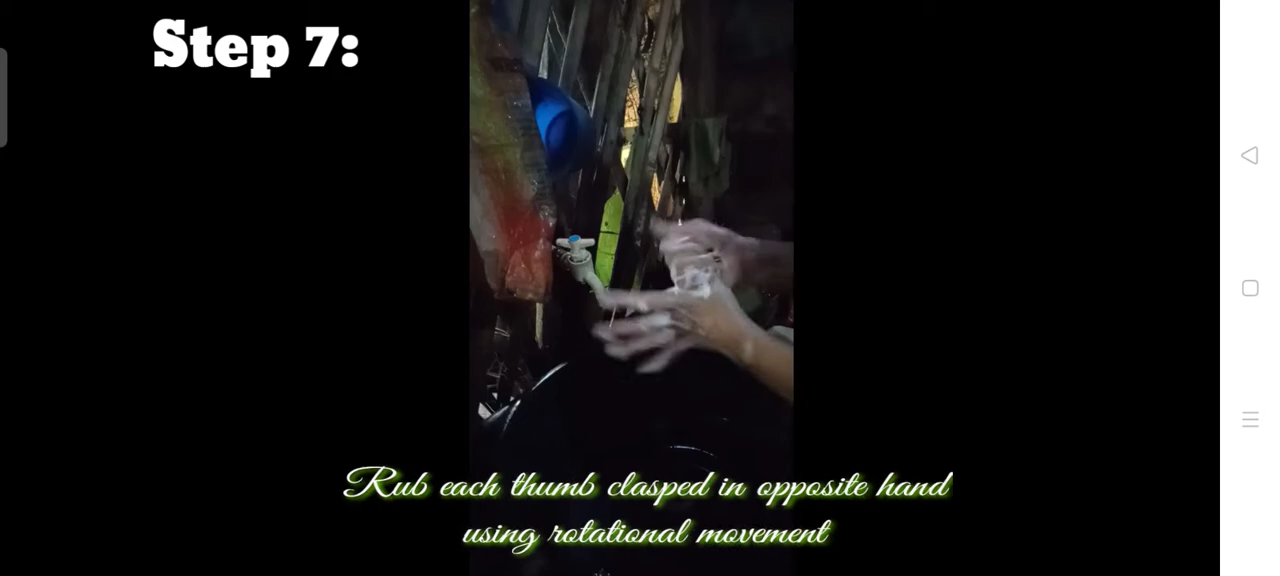 Step 7:
Rub each thumb clasped in opposite hand
using rotational movement